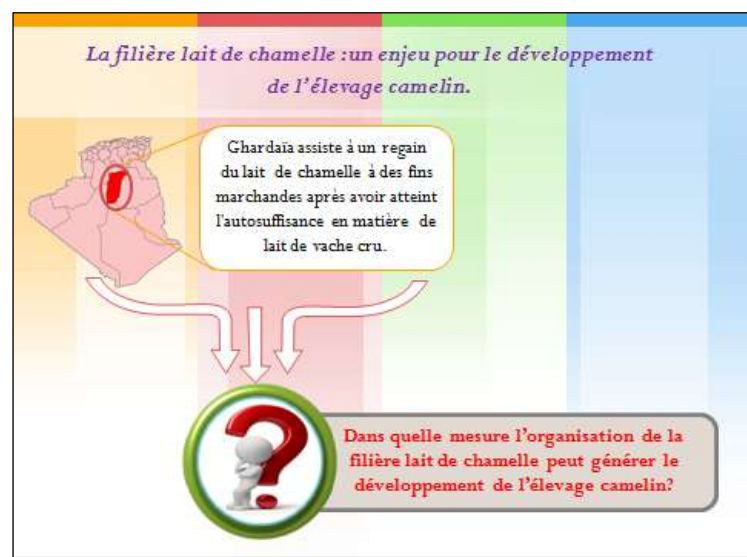 La filière lait de chamelle :un enjeu pour le développement
de l'élevage camelin.
Ghardaïa assiste à un regain
du lait de chamelle à des fins
marchandes après avoir atteint
l'autosuffisance en matière de
lait de vache cru.
Dans quelle mesure l'organisation de la
filière lait de chamelle peut générer le
développement de l'élevage camelin?